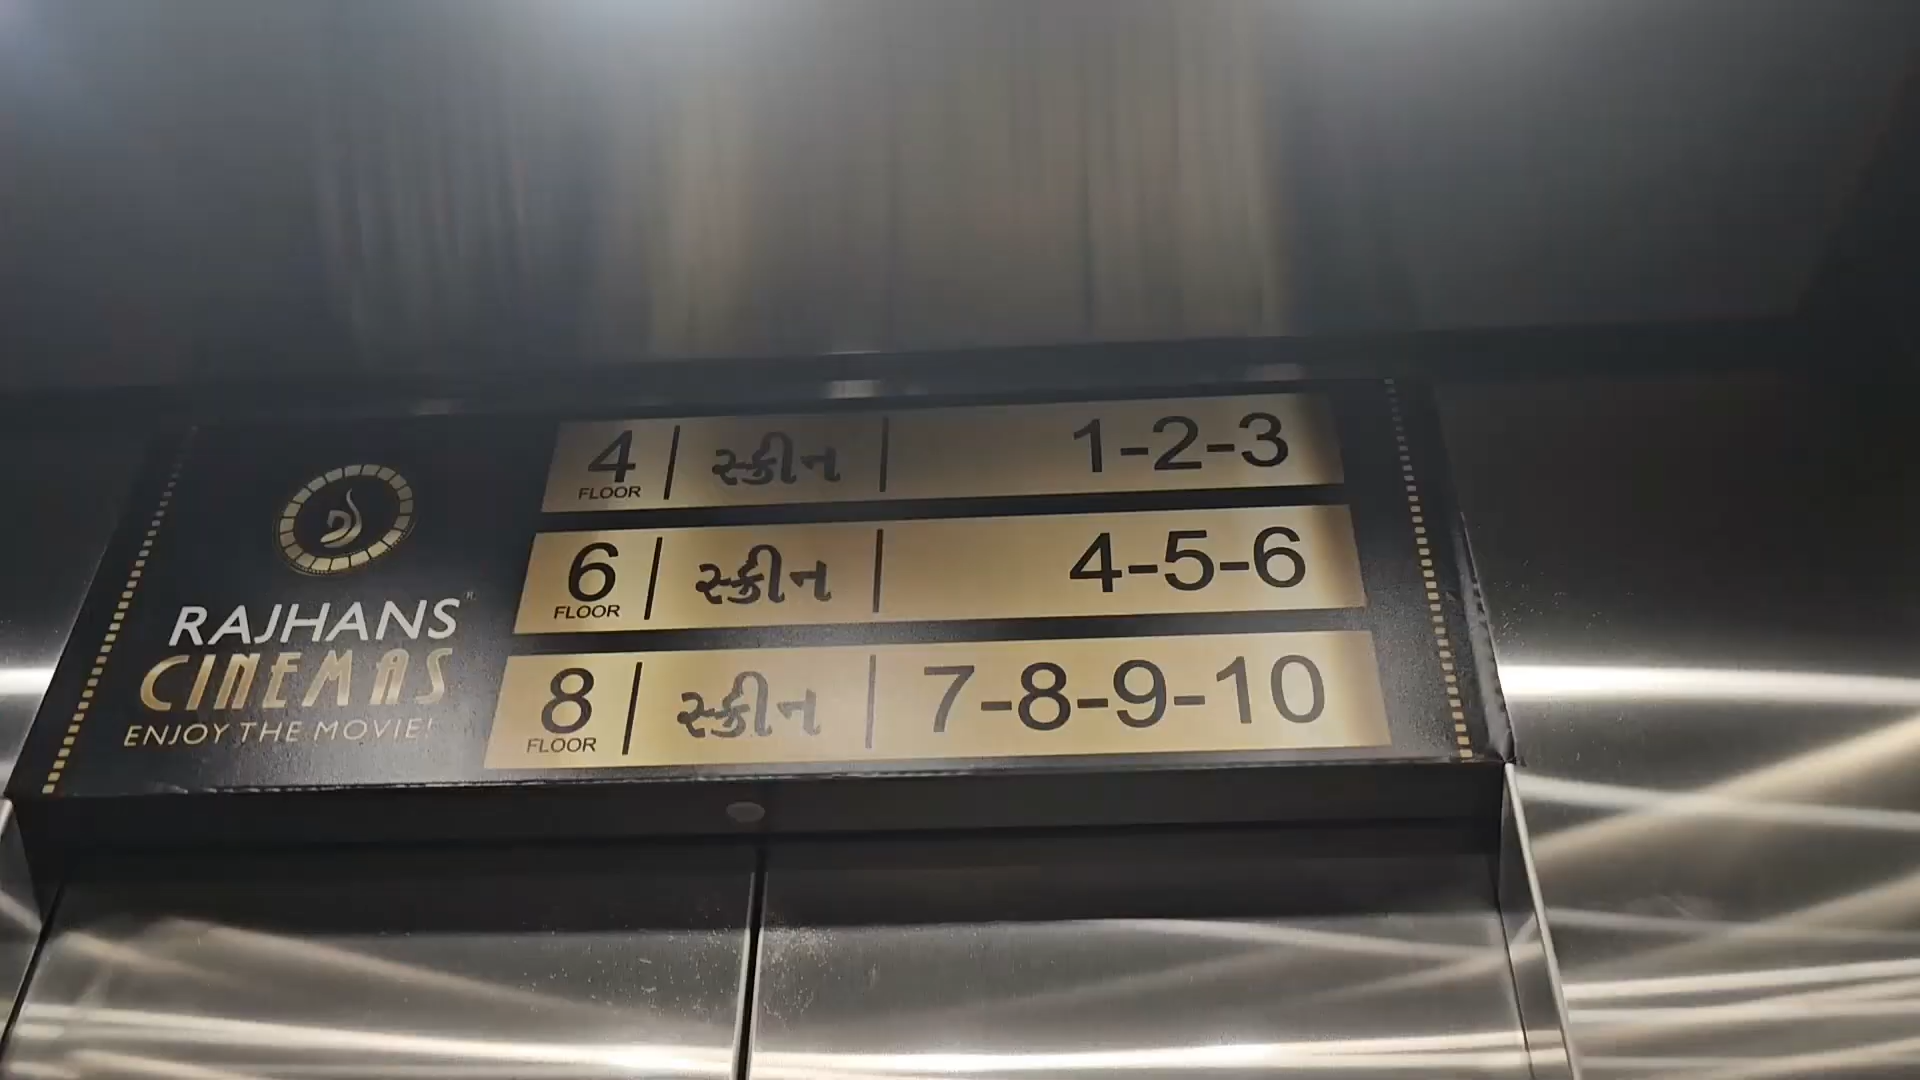 4 FLOOR | સ્ક્રીન | 1-2-3
6 FLOOR | સ્ક્રીન | 4-5-6
8 FLOOR | સ્ક્રીન | 7-8-9-10
RAJHANS
CINEMAS
ENJOY THE MOVIE!